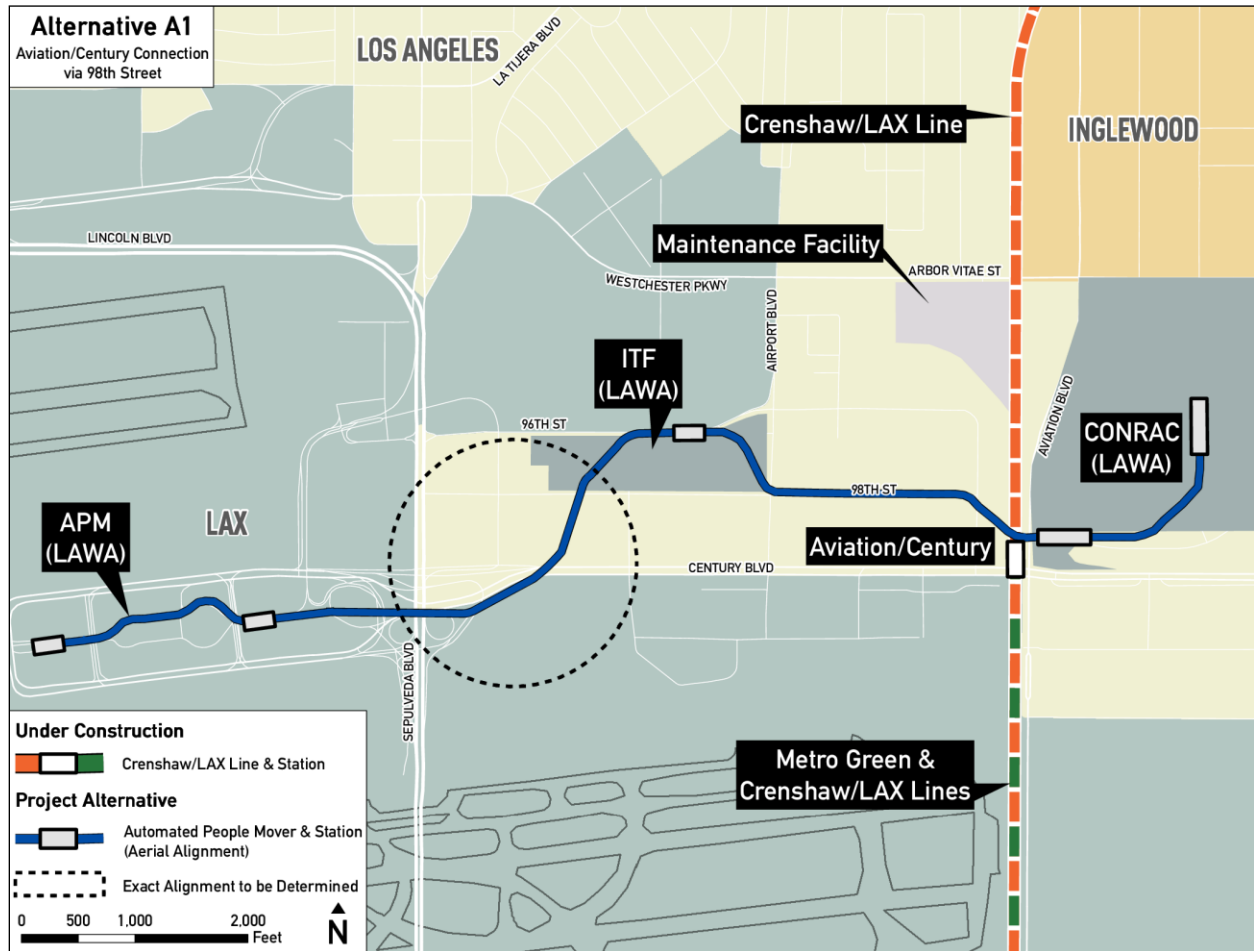 Alternative A1
Aviation/Century Connection
via 98th Street
LOS ANGELES
LA TIJERA BLVD
Crenshaw/LAX Line
INGLEWOOD
LINCOLN BLVD
Maintenance Facility
WESTCHESTER PKWY
ARBOR VITAE ST
AIRPORT BLVD
ITF
(LAWA)
AVIATION BLVD
96TH ST
CONRAC
(LAWA)
98TH ST
APM
(LAWA)
LAX
Aviation/Century
CENTURY BLVD
SEPULVEDA BLVD
Metro Green &
Crenshaw/LAX Lines
Under Construction
Crenshaw/LAX Line & Station
Project Alternative
Automated People Mover & Station
(Aerial Alignment)
Exact Alignment to be Determined
0 500 1,000 2,000
Feet
N